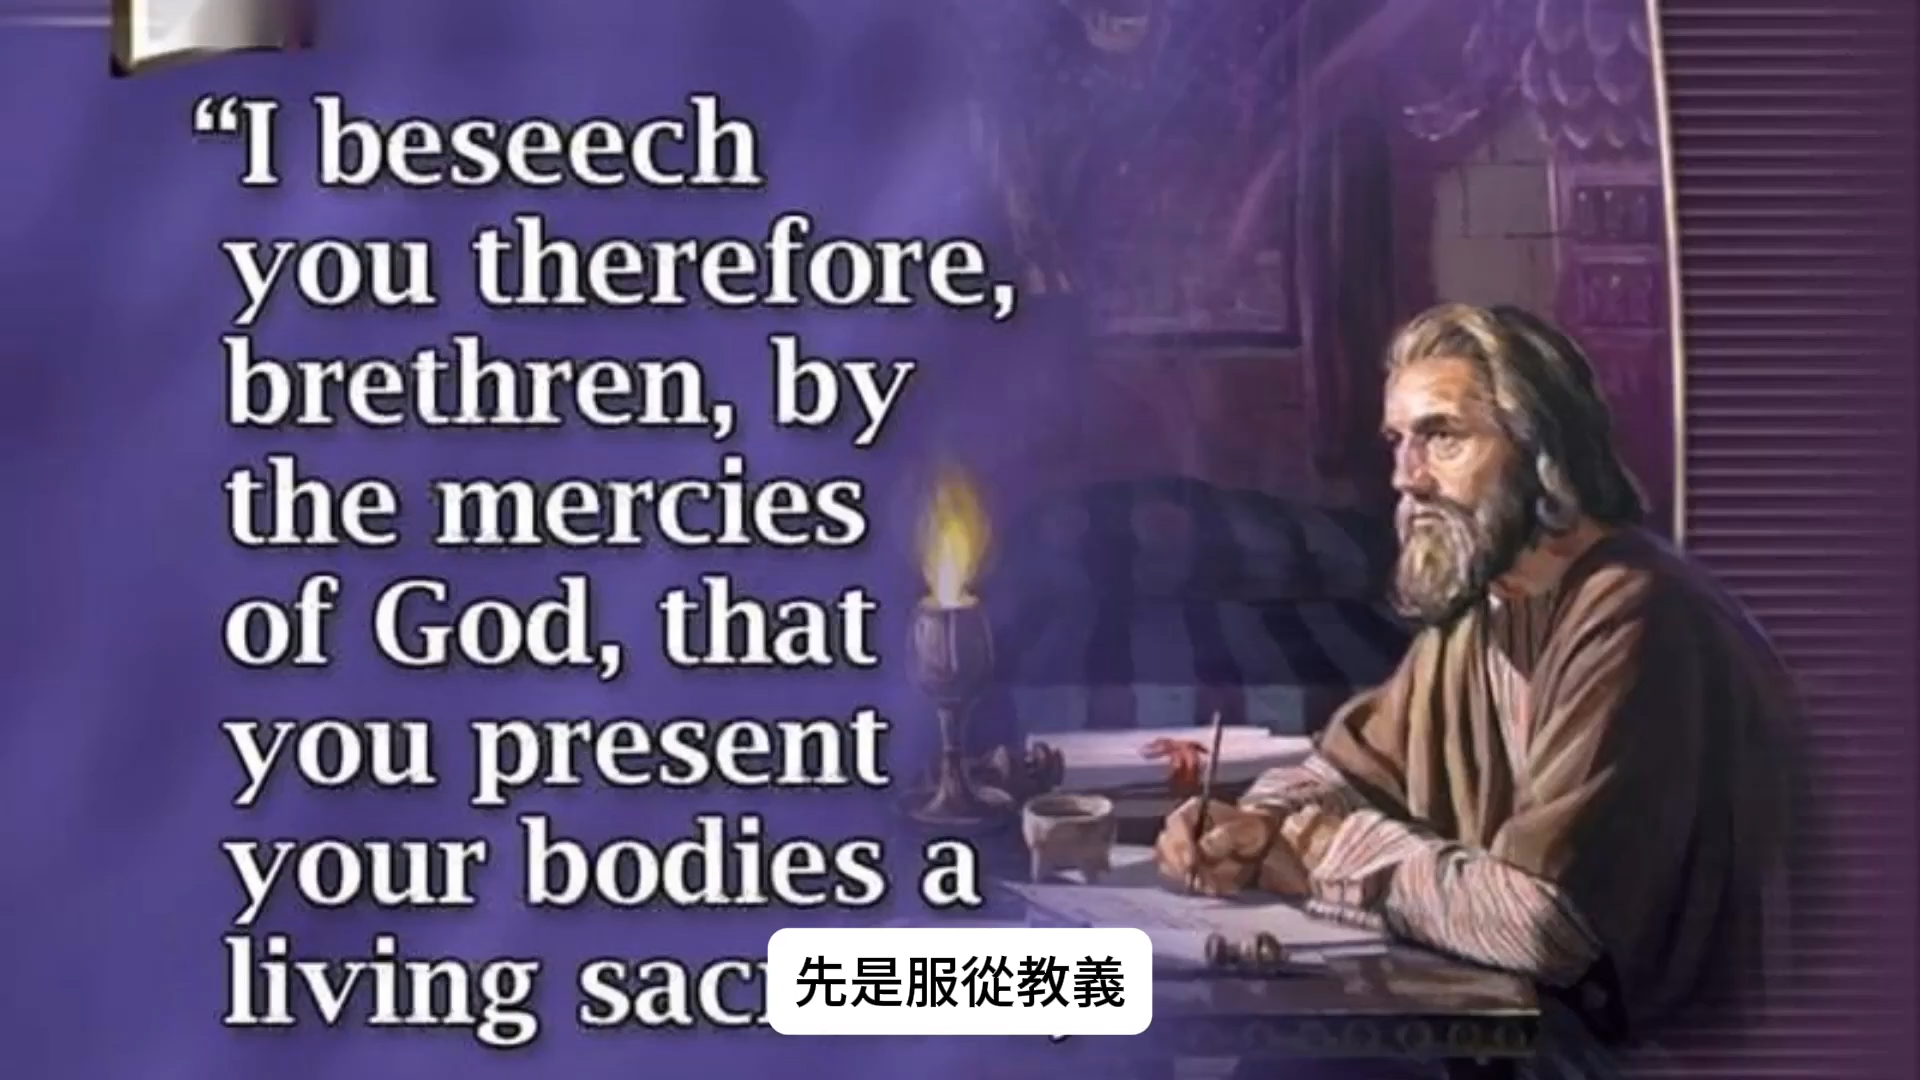 “I beseech
you therefore,
brethren, by
the mercies
of God, that
you present
your bodies a
living
先是服從教義